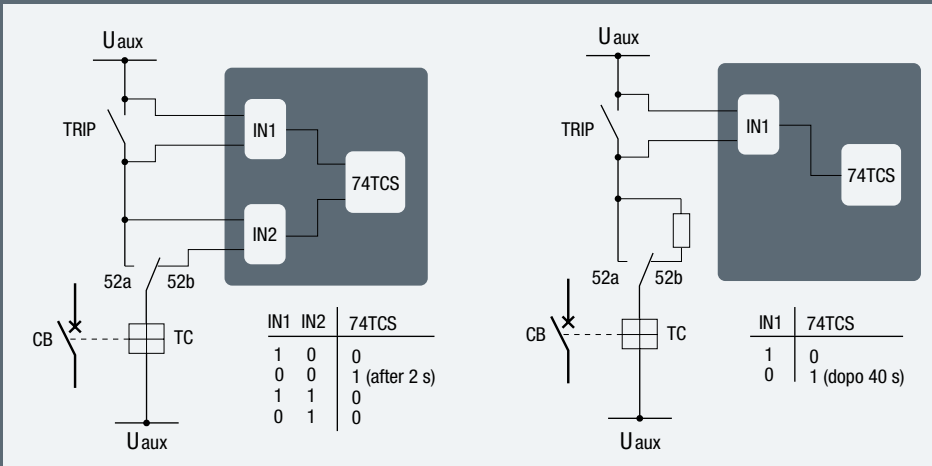 Uaux
TRIP
IN1
74TCS
IN2
52a 52b
CB
TC
Uaux
IN1 IN2 74TCS
1 0 0
0 0 1 (after 2 s)
1 1 0
0 1 0
Uaux
TRIP
IN1
74TCS
52a 52b
CB
TC
Uaux
IN1 74TCS
1 0
0 1 (dopo 40 s)